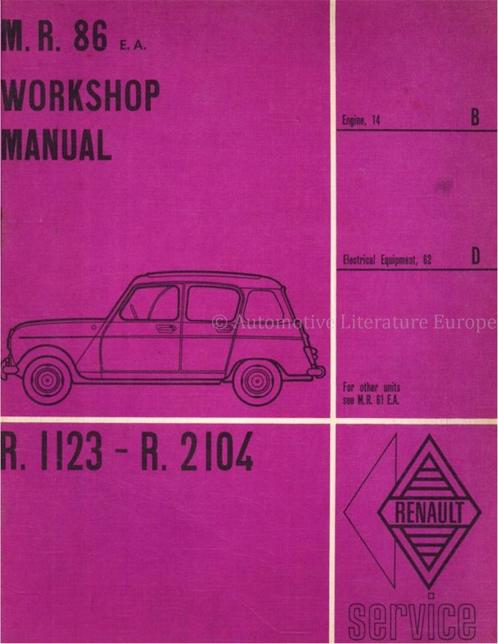 M. R. 86 E. A.
WORKSHOP
MANUAL
Engine, 14 B
Electrical Equipment, 62 D
© Automotive Literature Europe
For other units
see M.R. 61 E.A.
R. 1123 - R. 2104
RENAULT
service